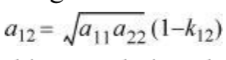 a₁₂ = √a₁₁a₂₂ (1–k₁₂)